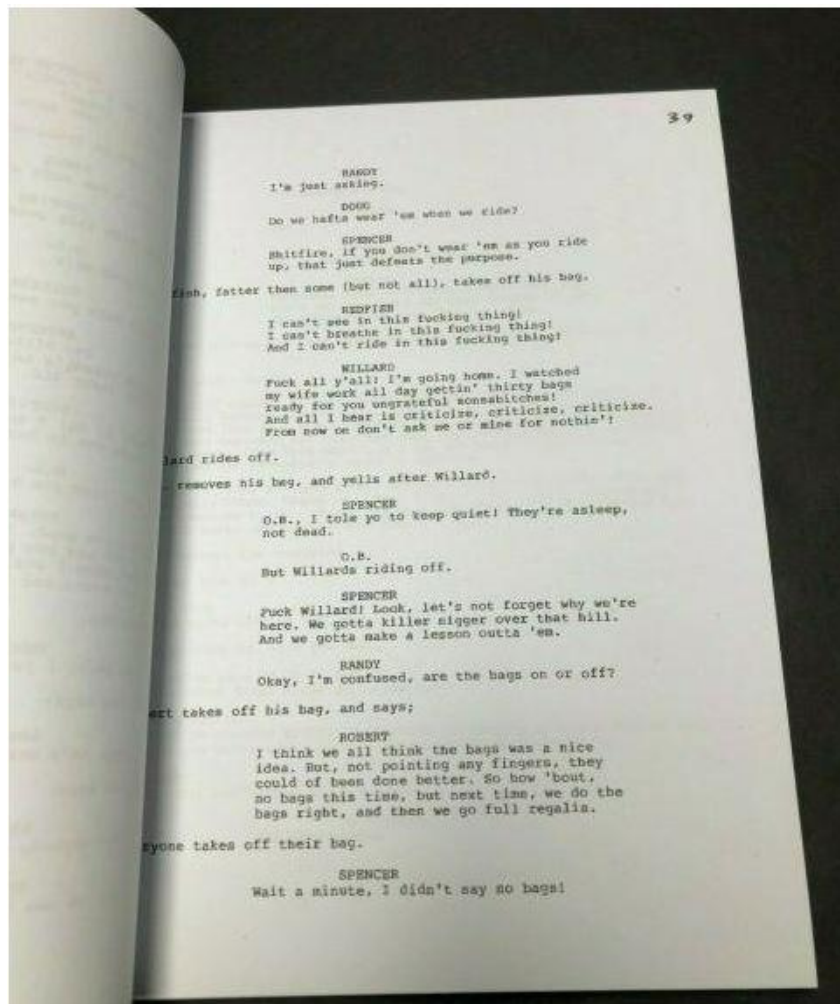 39
RANDY
I'm just asking.
DOUG
Do we hafta wear 'em when we ride?
SPENCER
Shitfire, if you don't wear 'em as you ride
up, that just defeats the purpose.
fish, fatter then some (but not all), takes off his bag.
REDFISH
I can't see in this fucking thing!
I can't breathe in this fucking thing!
And I can't ride in this fucking thing!
WILLARD
Fuck all y'all! I'm going home. I watched
my wife work all day gettin' thirty bags
ready for you ungrateful sonsabitches!
And all I hear is criticize, criticize, criticize.
From now on don't ask me or mine for nothin'!
lard rides off.
. removes his bag, and yells after Willard.
SPENCER
O.B., I tole yo to keep quiet! They're asleep,
not dead.
O.B.
But Willards riding off.
SPENCER
Fuck Willard! Look, let's not forget why we're
here. We gotta killer nigger over that hill.
And we gotta make a lesson outta 'em.
RANDY
Okay, I'm confused, are the bags on or off?
ert takes off his bag, and says;
ROBERT
I think we all think the bags was a nice
idea. But, not pointing any fingers, they
could of been done better. So how 'bout,
no bags this time, but next time, we do the
bags right, and then we go full regalia.
ryone takes off their bag.
SPENCER
Wait a minute, I didn't say no bags!